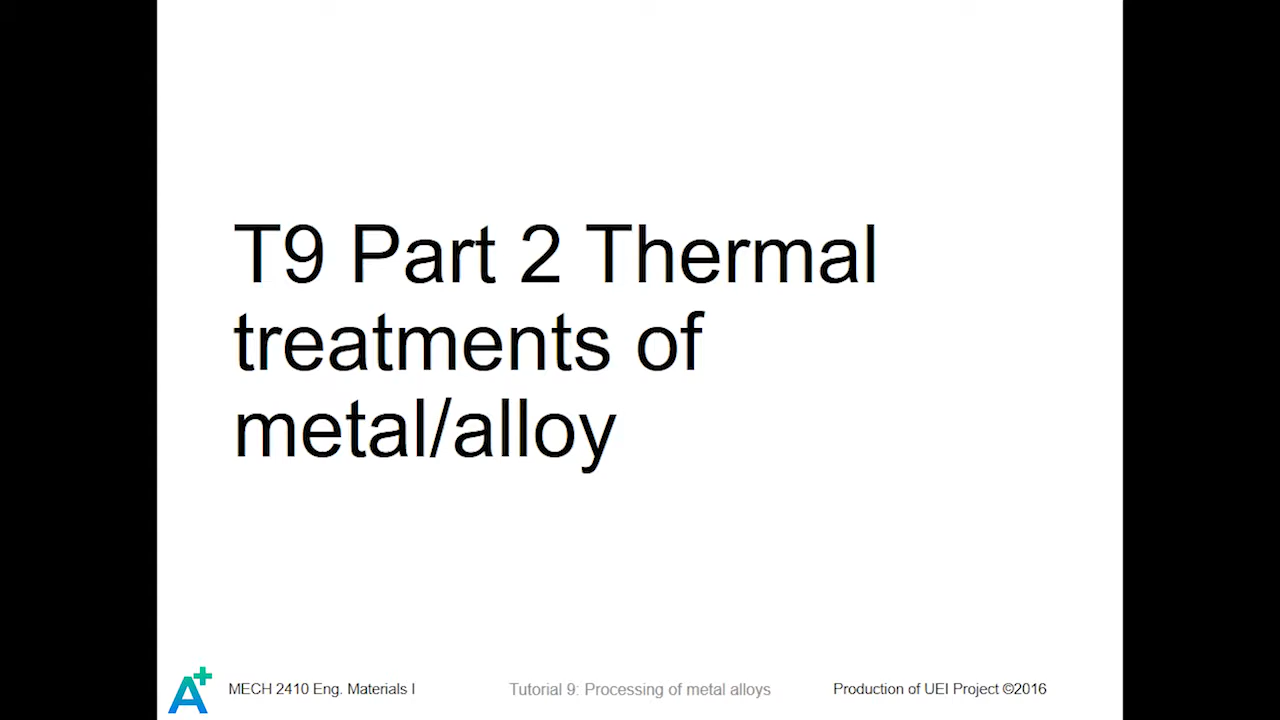 T9 Part 2 Thermal
treatments of
metal/alloy
A+
MECH 2410 Eng. Materials I
Tutorial 9: Processing of metal alloys
Production of UEI Project ©2016